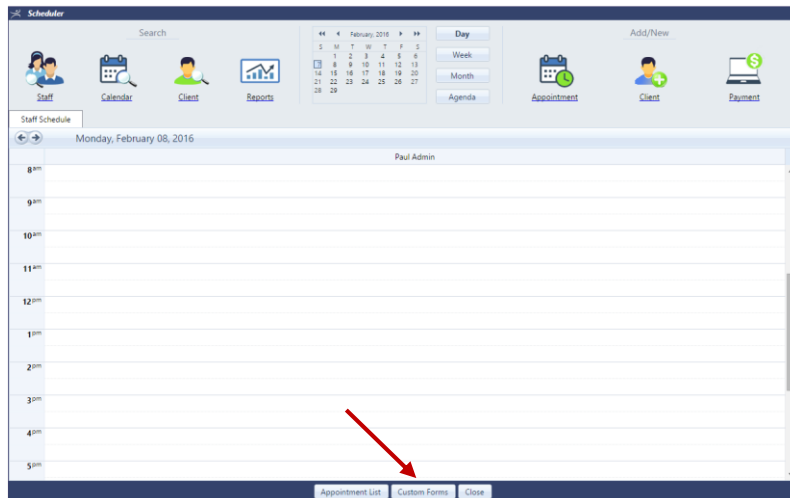 Scheduler
Search
Staff
Calendar
Client
Reports
February, 2016
S M T W T F S
1 2 3 4 5 6
7 8 9 10 11 12 13
14 15 16 17 18 19 20
21 22 23 24 25 26 27
28 29
Day
Week
Month
Agenda
Add/New
Appointment
Client
Payment
Staff Schedule
Monday, February 08, 2016
Paul Admin
8am
9am
10am
11am
12pm
1pm
2pm
3pm
4pm
5pm
Appointment List Custom Forms Close